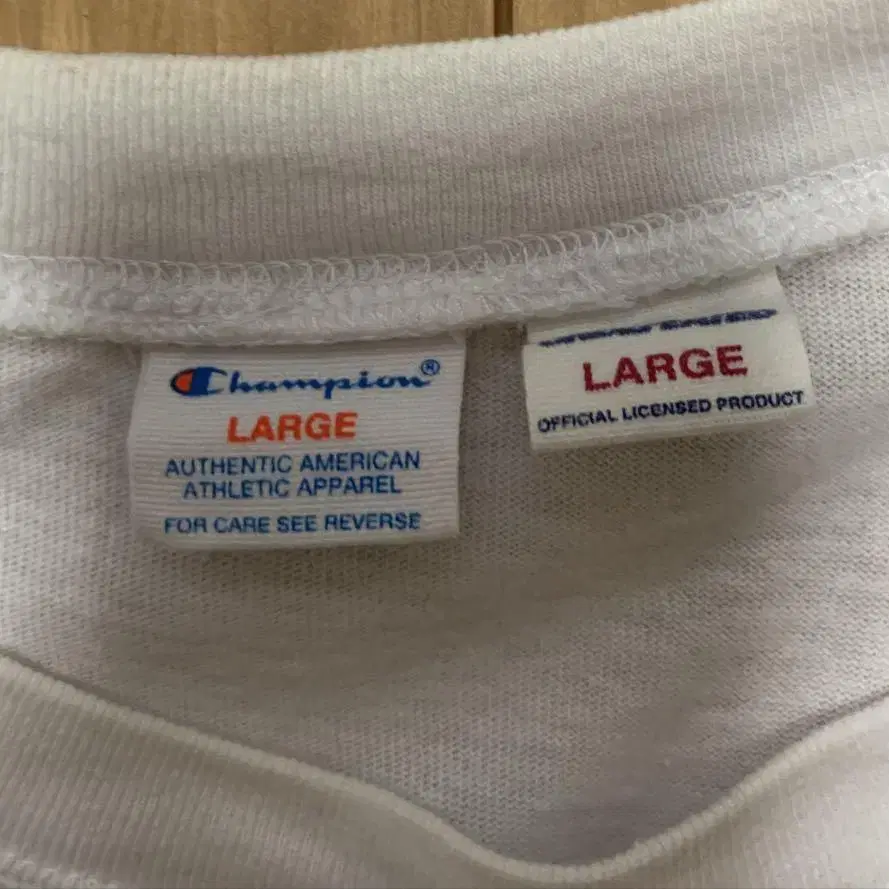 Champion®
LARGE
AUTHENTIC AMERICAN
ATHLETIC APPAREL
FOR CARE SEE REVERSE
LARGE
OFFICIAL LICENSED PRODUCT